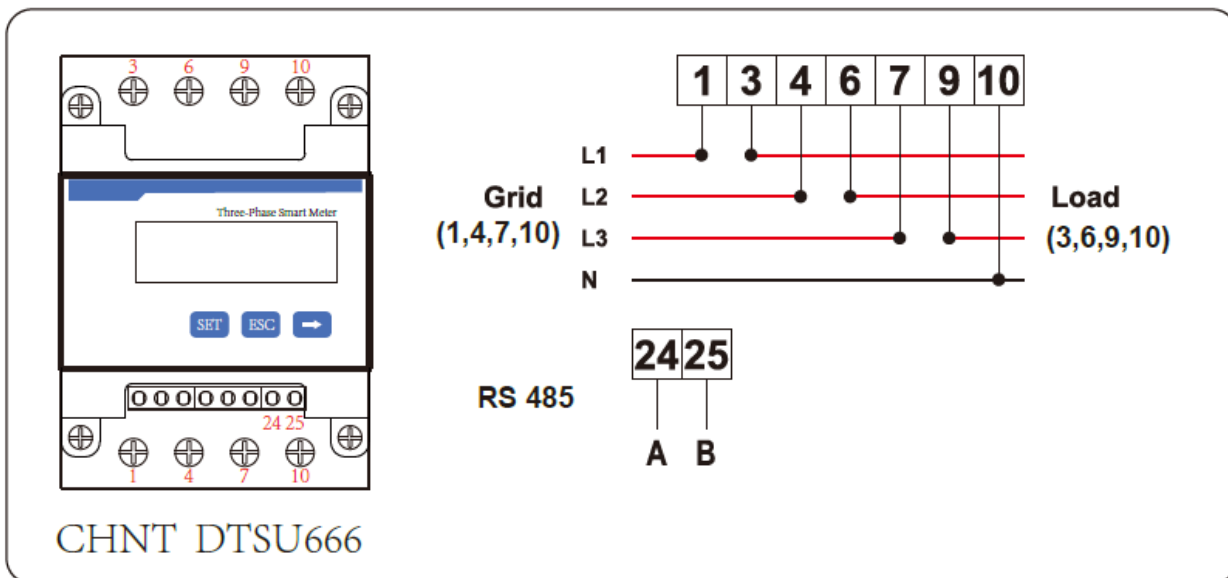 3 6 9 10
Three-Phase Smart Meter
SET ESC
24 25
1 4 7 10
CHNT DTSU666
1 3 4 6 7 9 10
L1
Grid L2 Load
(1,4,7,10) L3 (3,6,9,10)
N
24 25
RS 485
A B